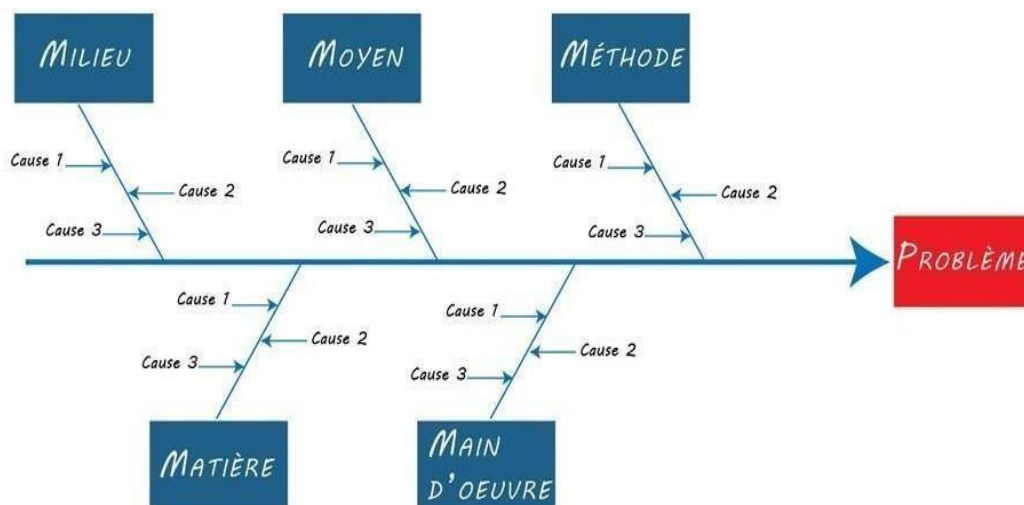 MILIEU
MOYEN
MÉTHODE
Cause 1
Cause 2
Cause 3
Cause 1
Cause 2
Cause 3
Cause 1
Cause 2
Cause 3
PROBLÈME
Cause 1
Cause 2
Cause 3
Cause 1
Cause 2
Cause 3
MATIÈRE
MAIN
D'OEUVRE